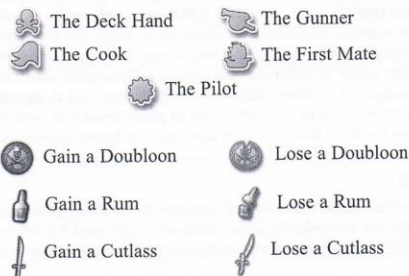 The Deck Hand The Gunner
The Cook The First Mate
The Pilot
Gain a Doubloon Lose a Doubloon
Gain a Rum Lose a Rum
Gain a Cutlass Lose a Cutlass